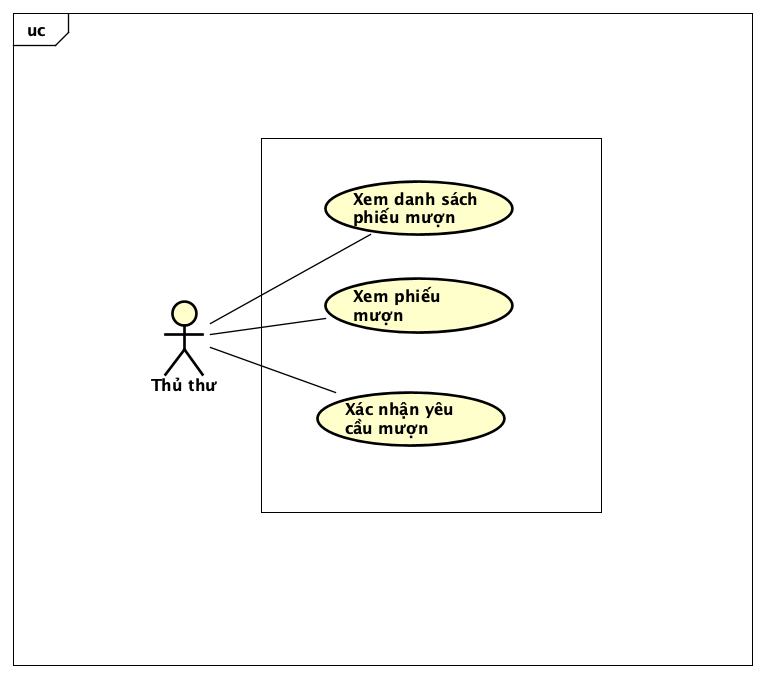 uc
Xem danh sách
phiếu mượn
Xem phiếu
mượn
Thủ thư
Xác nhận yêu
cầu mượn